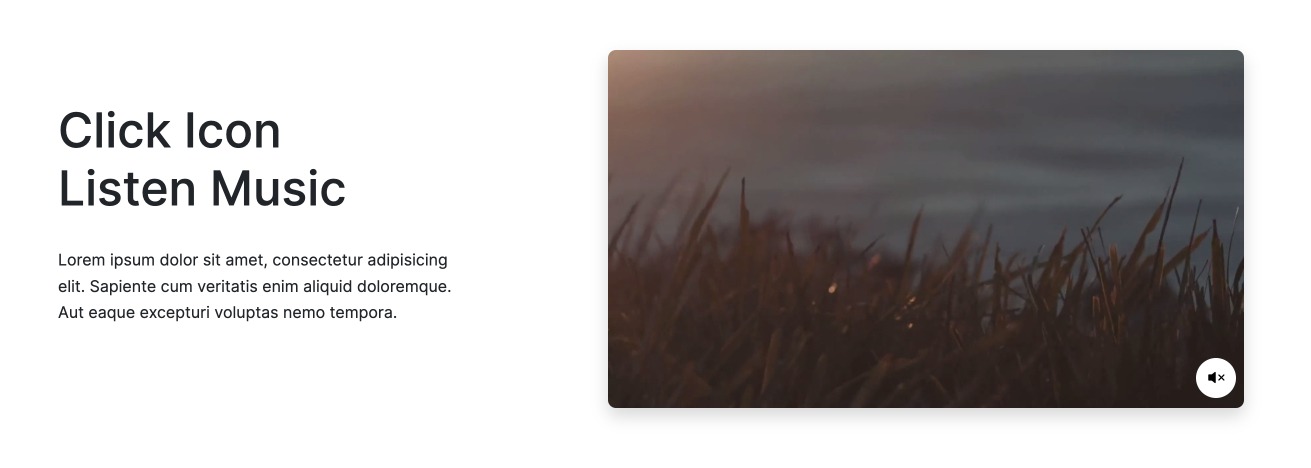 Click Icon
Listen Music
Lorem ipsum dolor sit amet, consectetur adipisicing
elit. Sapiente cum veritatis enim aliquid doloremque.
Aut eaque excepturi voluptas nemo tempora.